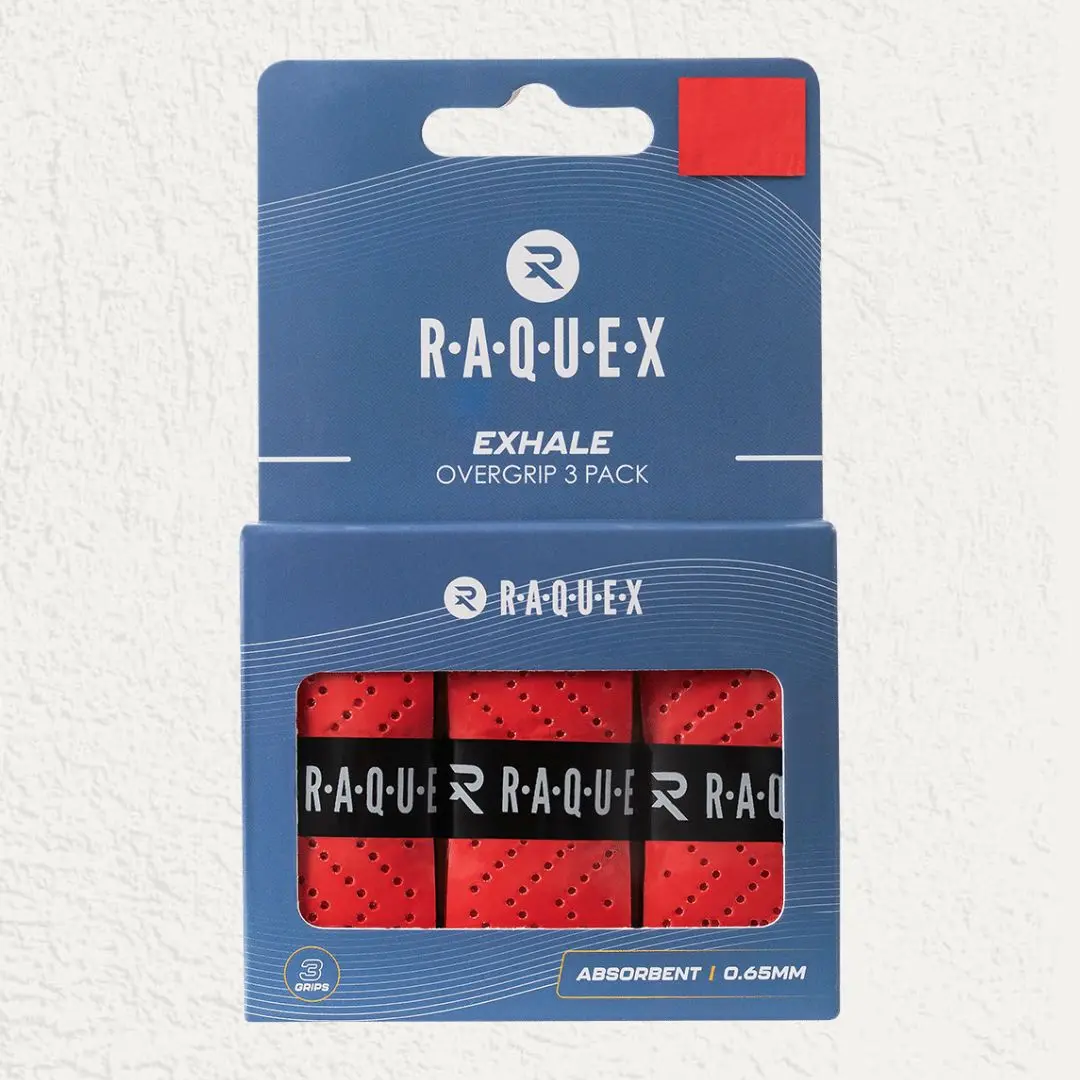 R·A·Q·U·E·X
EXHALE
OVERGRIP 3 PACK
R·A·Q·U·E·X
R·A·Q·U·E
R·A·Q·U·E
R·A·Q
3
GRIPS
ABSORBENT | 0.65MM